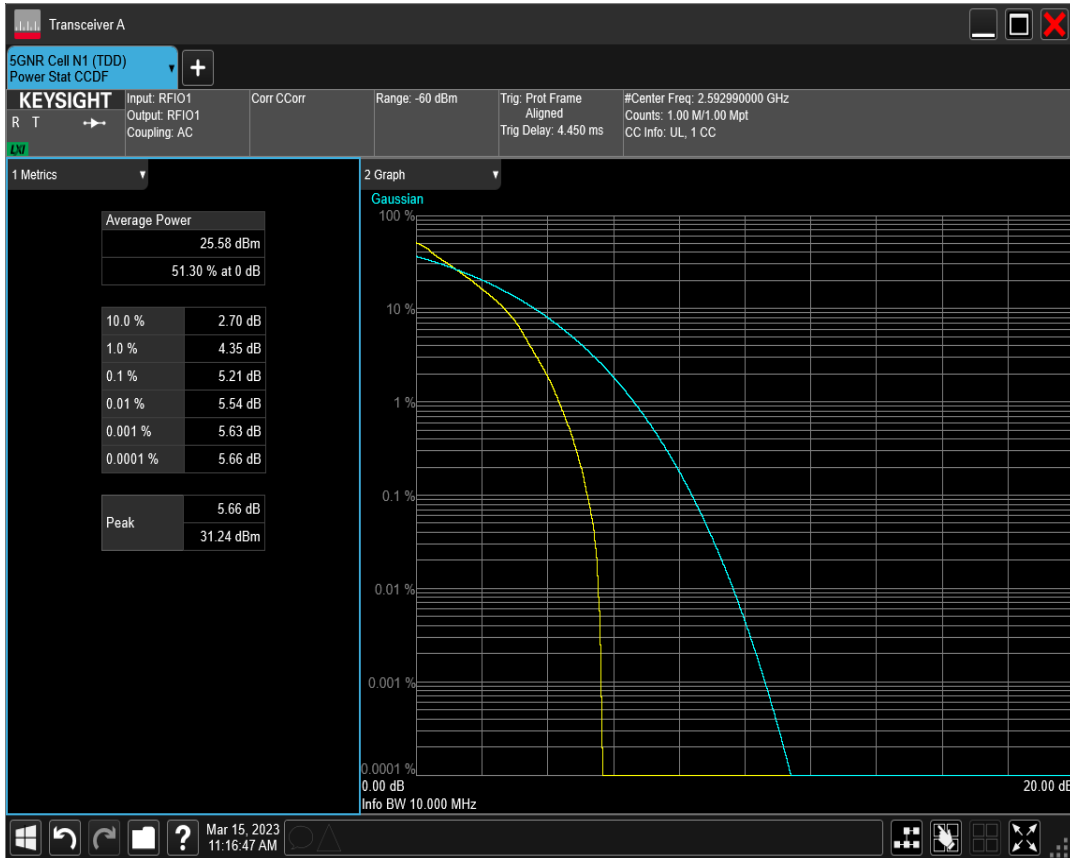 Transceiver A
5GNR Cell N1 (TDD)
Power Stat CCDF
+
KEYSIGHT
R T
LXI
Input: RFIO1
Output: RFIO1
Coupling: AC
Corr CCorr
Range: -60 dBm
Trig: Prot Frame
Aligned
Trig Delay: 4.450 ms
#Center Freq: 2.592990000 GHz
Counts: 1.00 M/1.00 Mpt
CC Info: UL, 1 CC
1 Metrics
Average Power
25.58 dBm
51.30 % at 0 dB
10.0 % 2.70 dB
1.0 % 4.35 dB
0.1 % 5.21 dB
0.01 % 5.54 dB
0.001 % 5.63 dB
0.0001 % 5.66 dB
Peak
5.66 dB
31.24 dBm
2 Graph
Gaussian
100 %
10 %
1 %
0.1 %
0.01 %
0.001 %
0.0001 %
0.00 dB 20.00 dB
Info BW 10.000 MHz
?
Mar 15, 2023
11:16:47 AM